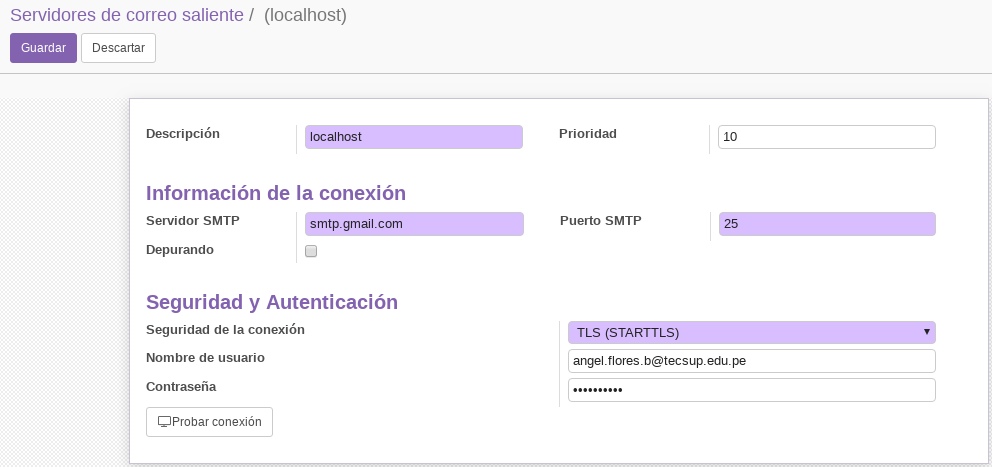 Servidores de correo saliente / (localhost)
Guardar Descartar
Descripción localhost Prioridad 10
Información de la conexión
Servidor SMTP smtp.gmail.com Puerto SMTP 25
Depurando
Seguridad y Autenticación
Seguridad de la conexión TLS (STARTTLS)
Nombre de usuario angel.flores.b@tecsup.edu.pe
Contraseña ••••••••••
Probar conexión